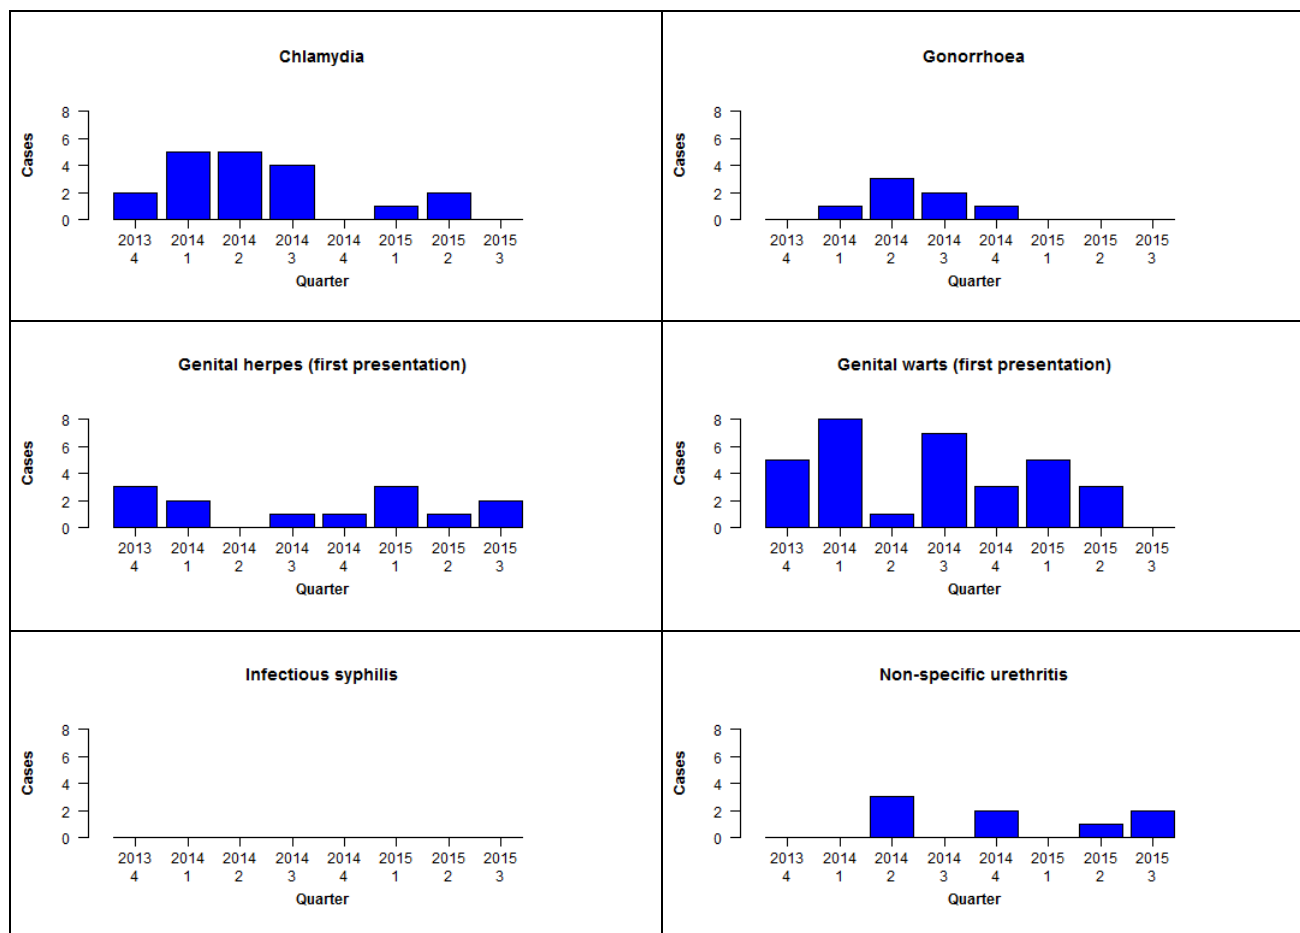 Chlamydia
Cases
8
6
4
2
0
2013 2014 2014 2014 2014 2015 2015 2015
4 1 2 3 4 1 2 3
Quarter
Gonorrhoea
Cases
8
6
4
2
0
2013 2014 2014 2014 2014 2015 2015 2015
4 1 2 3 4 1 2 3
Quarter
Genital herpes (first presentation)
Cases
8
6
4
2
0
2013 2014 2014 2014 2014 2015 2015 2015
4 1 2 3 4 1 2 3
Quarter
Genital warts (first presentation)
Cases
8
6
4
2
0
2013 2014 2014 2014 2014 2015 2015 2015
4 1 2 3 4 1 2 3
Quarter
Infectious syphilis
Cases
8
6
4
2
0
2013 2014 2014 2014 2014 2015 2015 2015
4 1 2 3 4 1 2 3
Quarter
Non-specific urethritis
Cases
8
6
4
2
0
2013 2014 2014 2014 2014 2015 2015 2015
4 1 2 3 4 1 2 3
Quarter